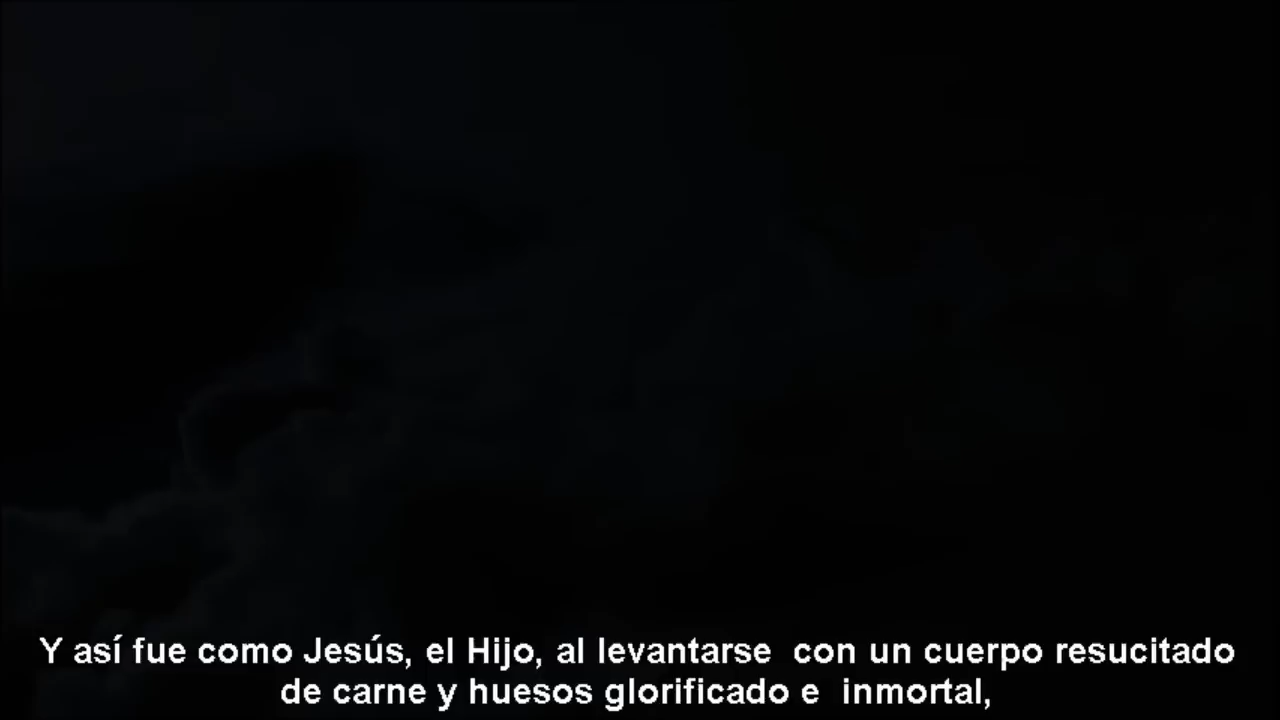 Y así fue como Jesús, el Hijo, al levantarse  con un cuerpo resucitado
de carne y huesos glorificado e  inmortal,